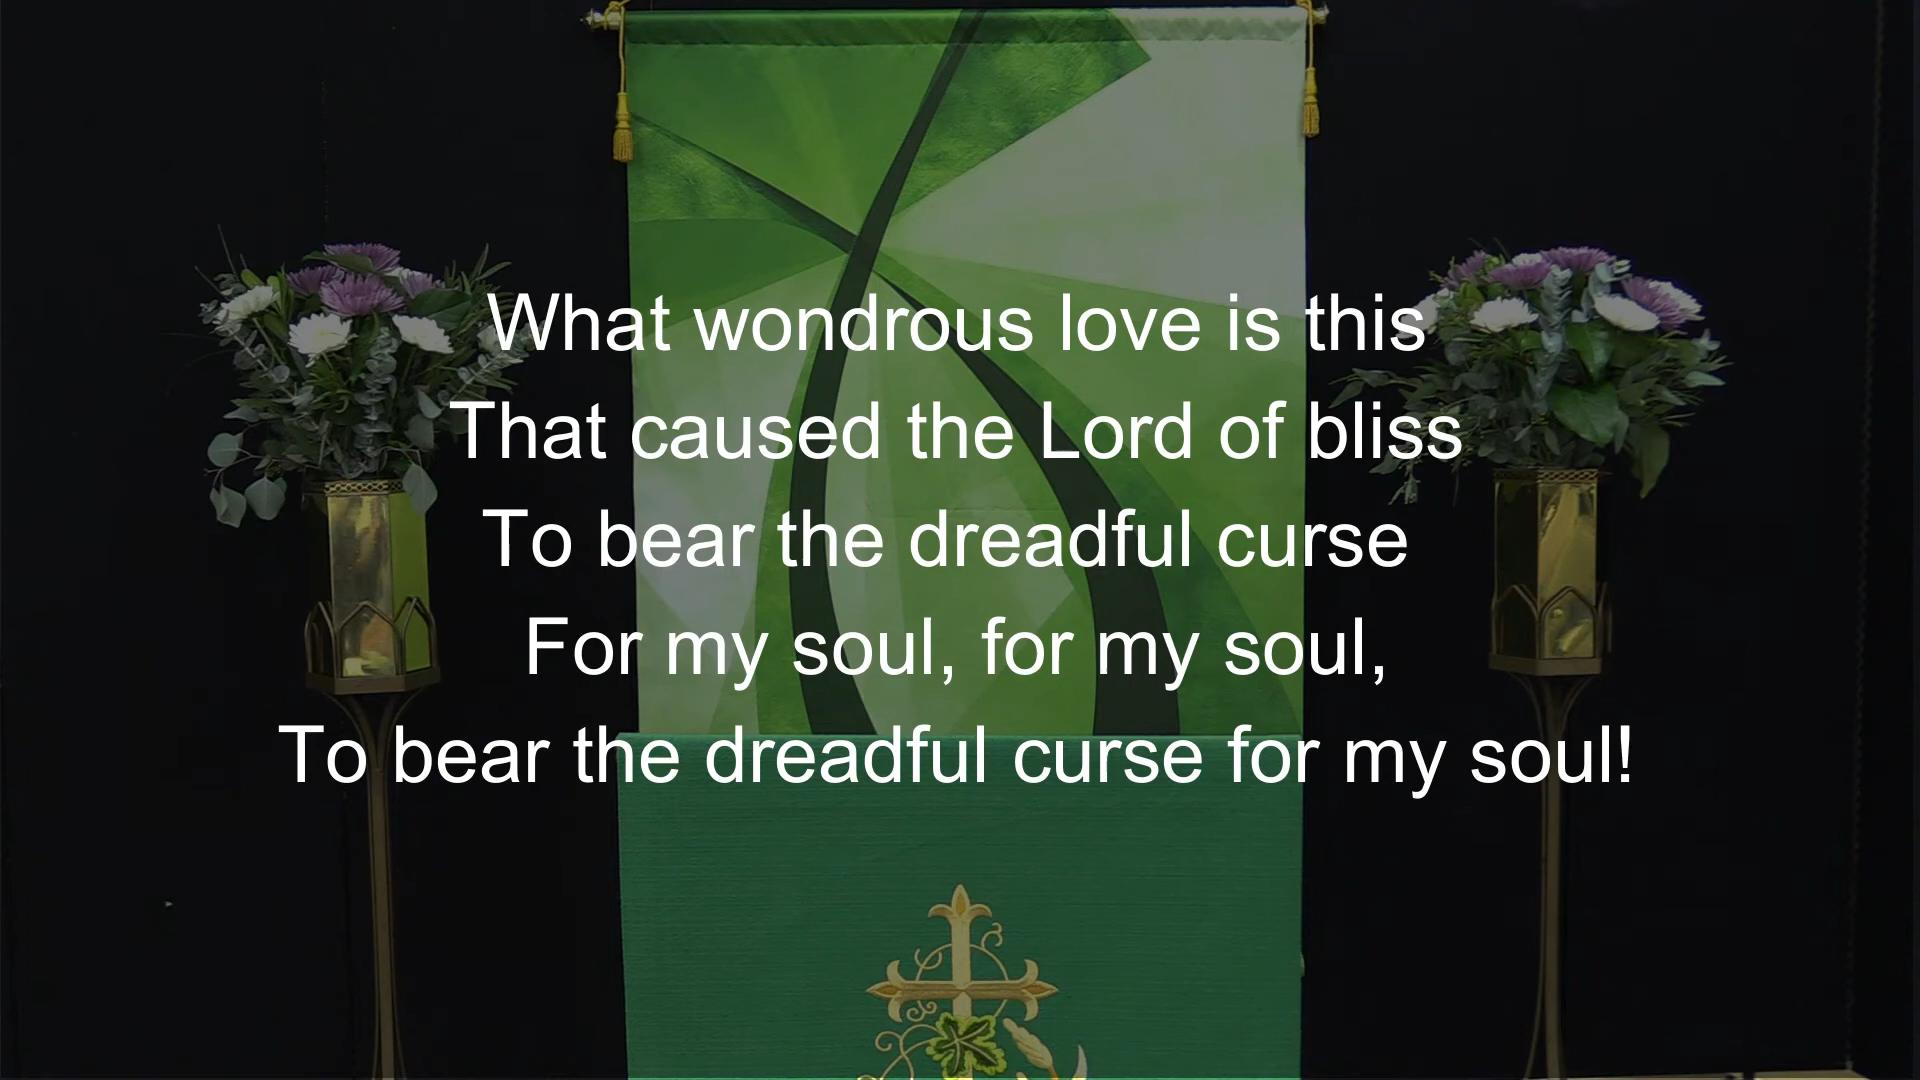 What wondrous love is this
That caused the Lord of bliss
To bear the dreadful curse
For my soul, for my soul,
To bear the dreadful curse for my soul!